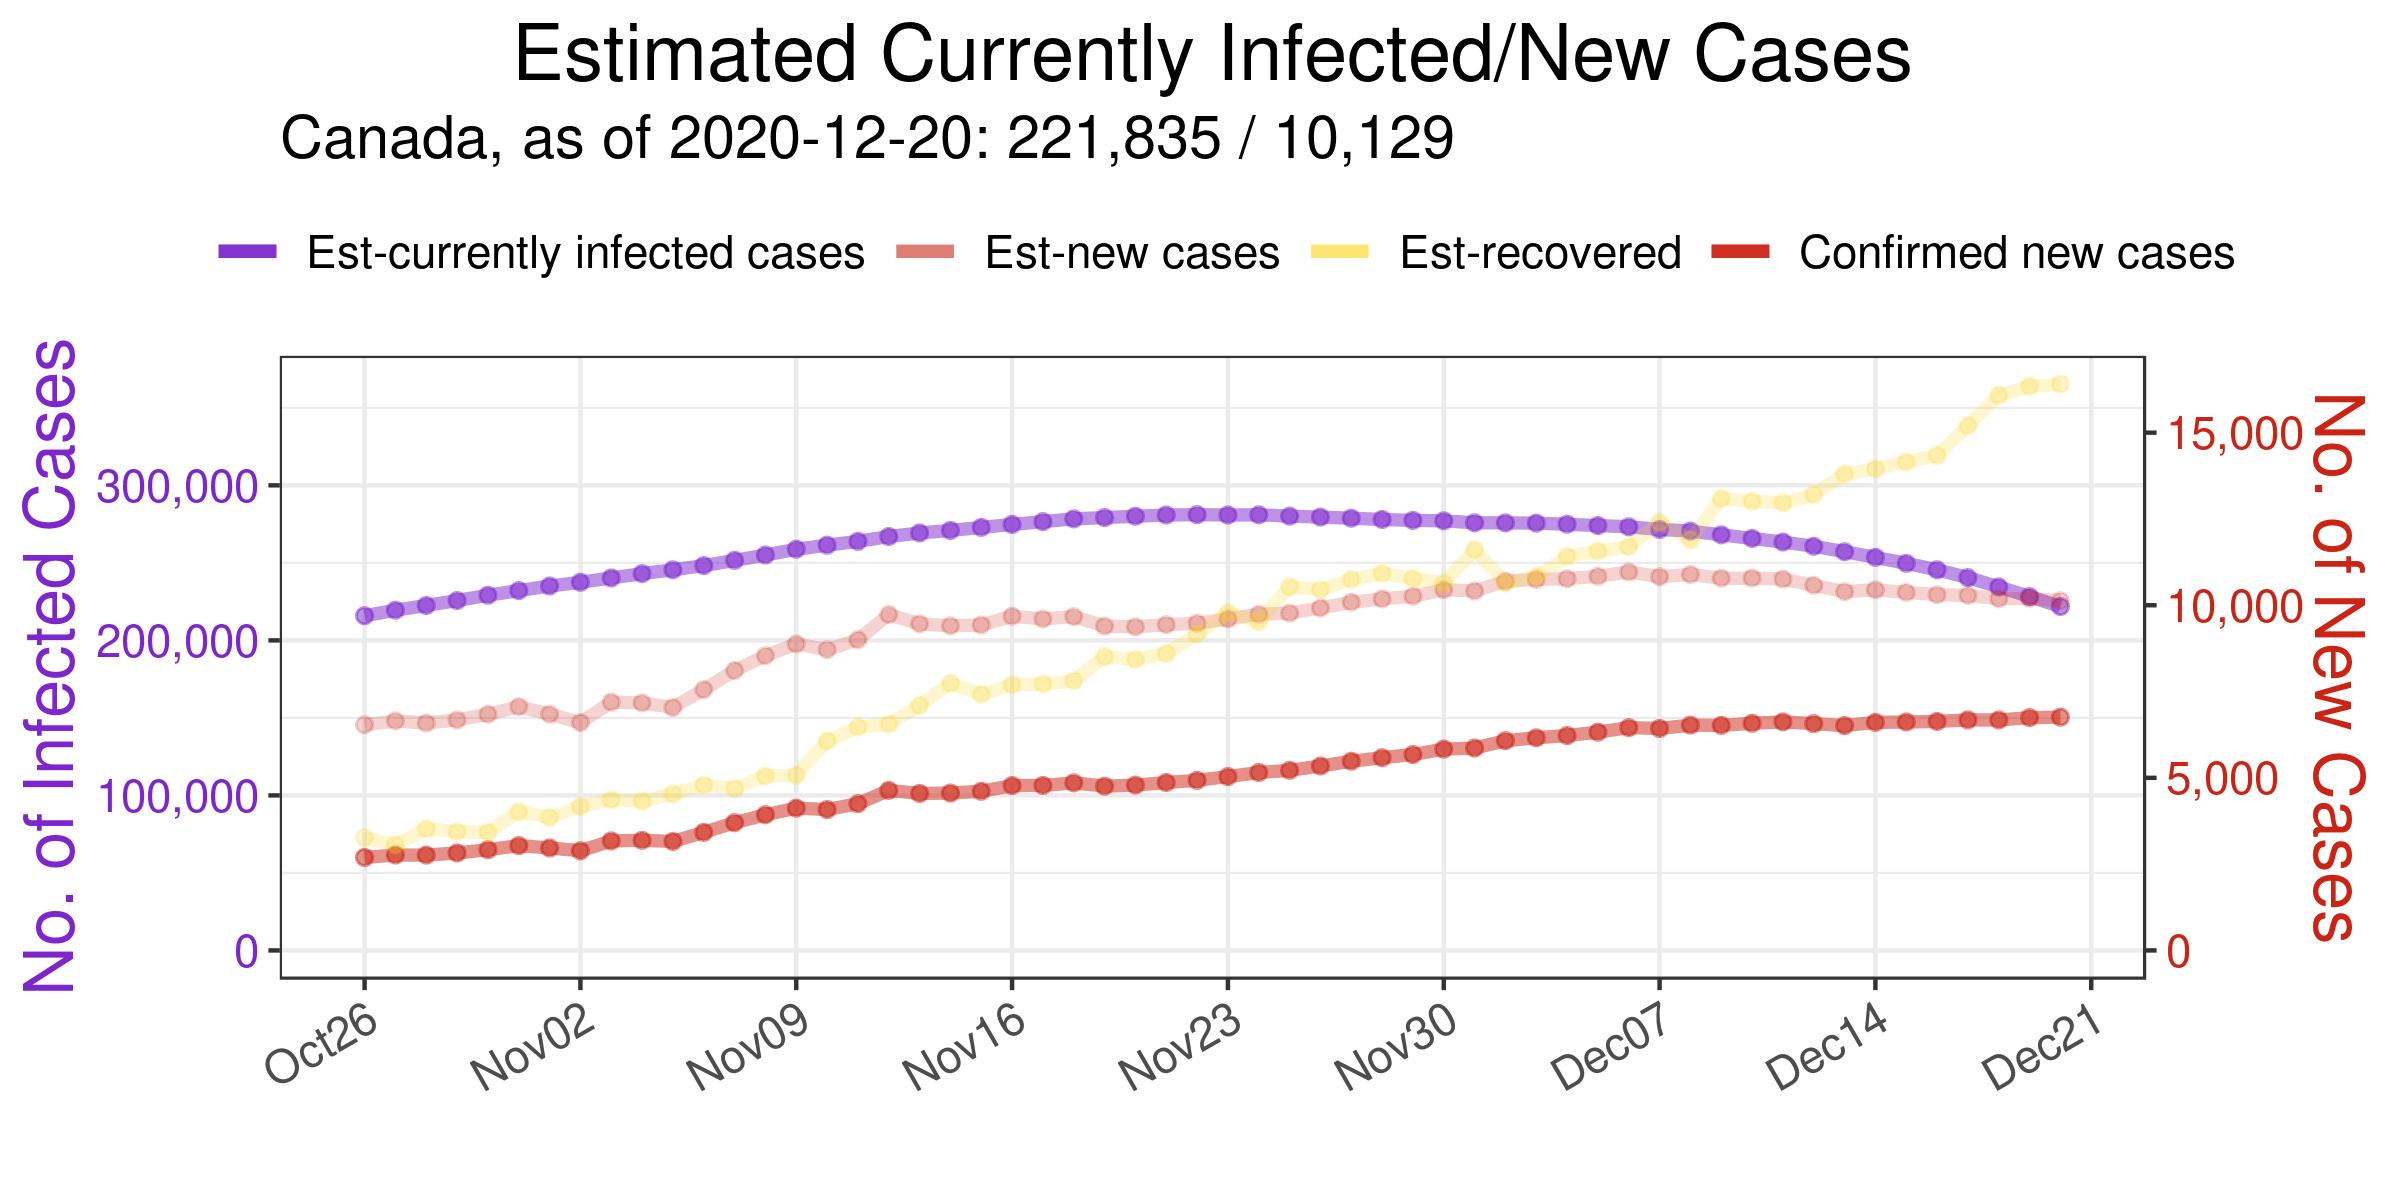 Estimated Currently Infected/New Cases
Canada, as of 2020-12-20: 221,835 / 10,129
Est-currently infected cases Est-new cases Est-recovered Confirmed new cases
No. of Infected Cases
300,000
200,000
100,000
0
15,000
10,000
5,000
0
No. of New Cases
Oct26 Nov02 Nov09 Nov16 Nov23 Nov30 Dec07 Dec14 Dec21